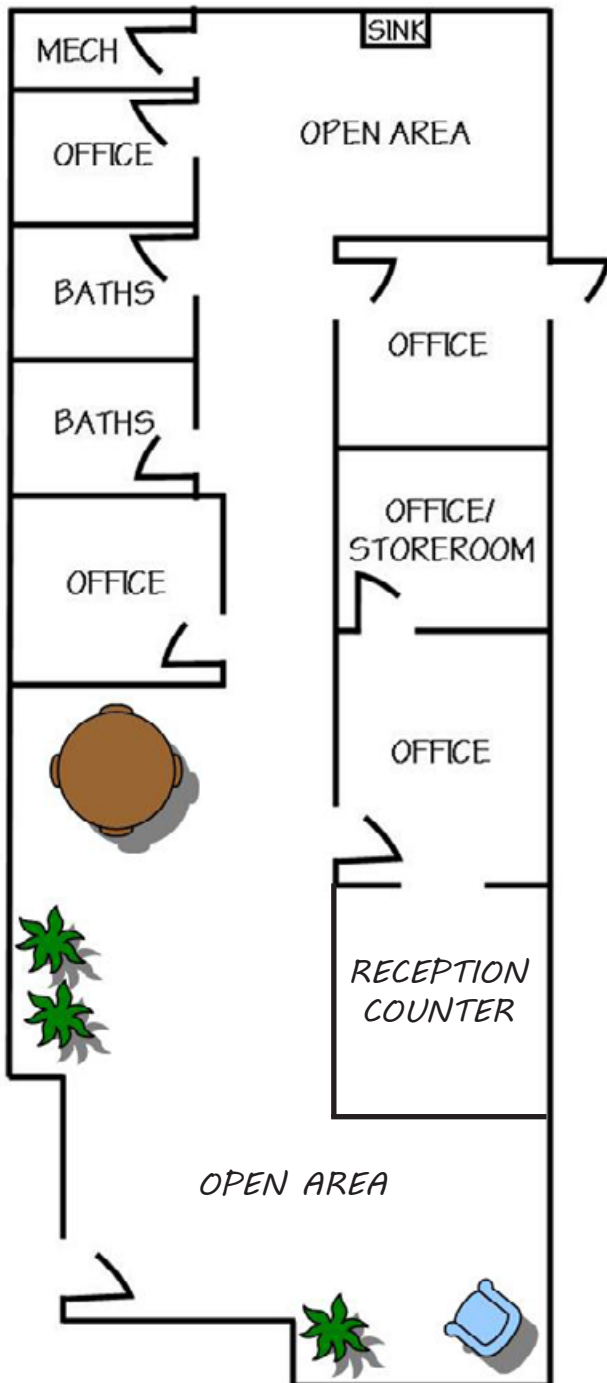 SINK
MECH
OPEN AREA
OFFICE
BATHS
OFFICE
BATHS
OFFICE/
STOREROOM
OFFICE
OFFICE
RECEPTION
COUNTER
OPEN AREA